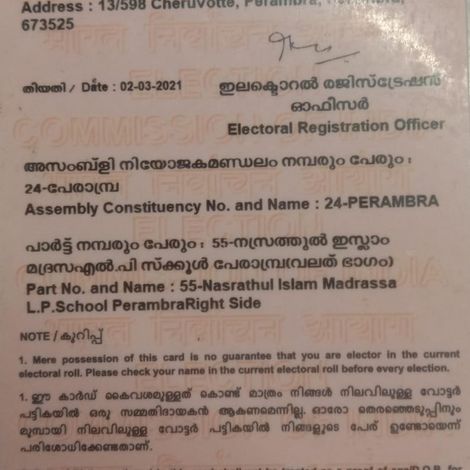 Address : 13/598 Cheruvotte, Perambra, Perambra,
673525
തിയതി / Date : 02-03-2021
ഇലക്ടൊറൽ രജിസ്ട്രേഷൻ
ഓഫിസർ
Electoral Registration Officer
അസംബ്ളി നിയോജകമണ്ഡലം നമ്പരും പേരും :
24-പേരാമ്പ്ര
Assembly Constituency No. and Name : 24-PERAMBRA
പാർട്ട് നമ്പരും പേരും : 55-നസ്രത്തുൽ ഇസ്ലാം
മദ്രസഎൽ.പി സ്ക്കൂൾ പേരാമ്പ്രവലത് ഭാഗം)
Part No. and Name : 55-Nasrathul Islam Madrassa
L.P.School PerambraRight Side
NOTE / കുറിപ്പ്
1. Mere possession of this card is no guarantee that you are elector in the current
electoral roll. Please check your name in the current electoral roll before every election.
1. ഈ കാർഡ് കൈവശമുള്ളത് കൊണ്ട് മാത്രം നിങ്ങൾ നിലവിലുള്ള വോട്ടർ
പട്ടികയിൽ ഒരു സമ്മതിദായകൻ ആകണമെന്നില്ല. ഓരോ തെരഞ്ഞെടുപ്പിനും
മുമ്പായി നിലവിലുള്ള വോട്ടർ പട്ടികയിൽ നിങ്ങളുടെ പേര് ഉണ്ടോയെന്ന്
പരിശോധിക്കേണ്ടതാണ്.